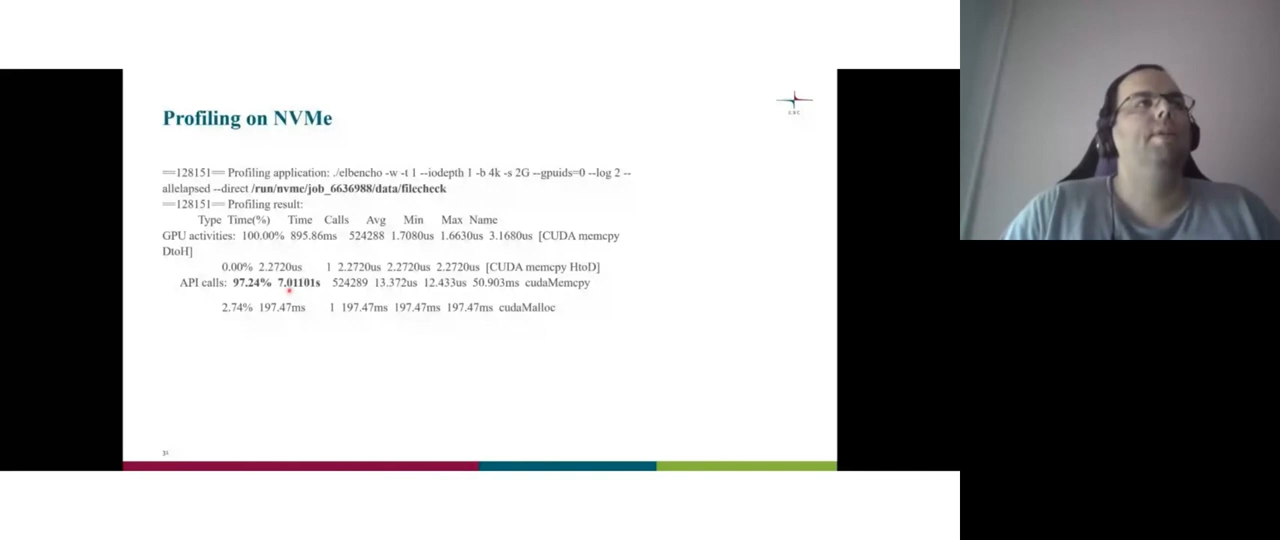 Profiling on NVMe
CSC
==128151== Profiling application: ./elbencho -w -t 1 --iodepth 1 -b 4k -s 2G --gpuids=0 --log 2 --
allelapsed --direct /run/nvme/job_6636988/data/filecheck
==128151== Profiling result:
Type Time(%) Time Calls Avg Min Max Name
GPU activities: 100.00% 895.86ms 524288 1.7080us 1.6630us 3.1680us [CUDA memcpy
DtoH]
0.00% 2.2720us 1 2.2720us 2.2720us 2.2720us [CUDA memcpy HtoD]
API calls: 97.24% 7.01101s 524289 13.372us 12.433us 50.903ms cudaMemcpy
2.74% 197.47ms 1 197.47ms 197.47ms 197.47ms cudaMalloc